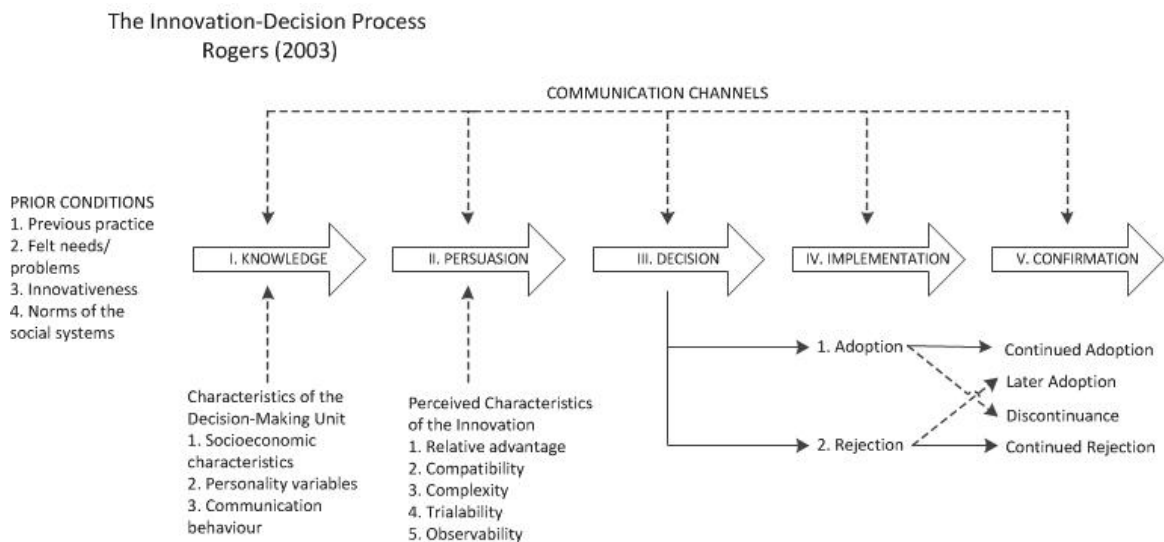 The Innovation-Decision Process
Rogers (2003)
COMMUNICATION CHANNELS
PRIOR CONDITIONS
1. Previous practice
2. Felt needs/
problems
3. Innovativeness
4. Norms of the
social systems
I. KNOWLEDGE
II. PERSUASION
III. DECISION
IV. IMPLEMENTATION
V. CONFIRMATION
Characteristics of the
Decision-Making Unit
1. Socioeconomic
characteristics
2. Personality variables
3. Communication
behaviour
Perceived Characteristics
of the Innovation
1. Relative advantage
2. Compatibility
3. Complexity
4. Trialability
5. Observability
1. Adoption
2. Rejection
Continued Adoption
Later Adoption
Discontinuance
Continued Rejection